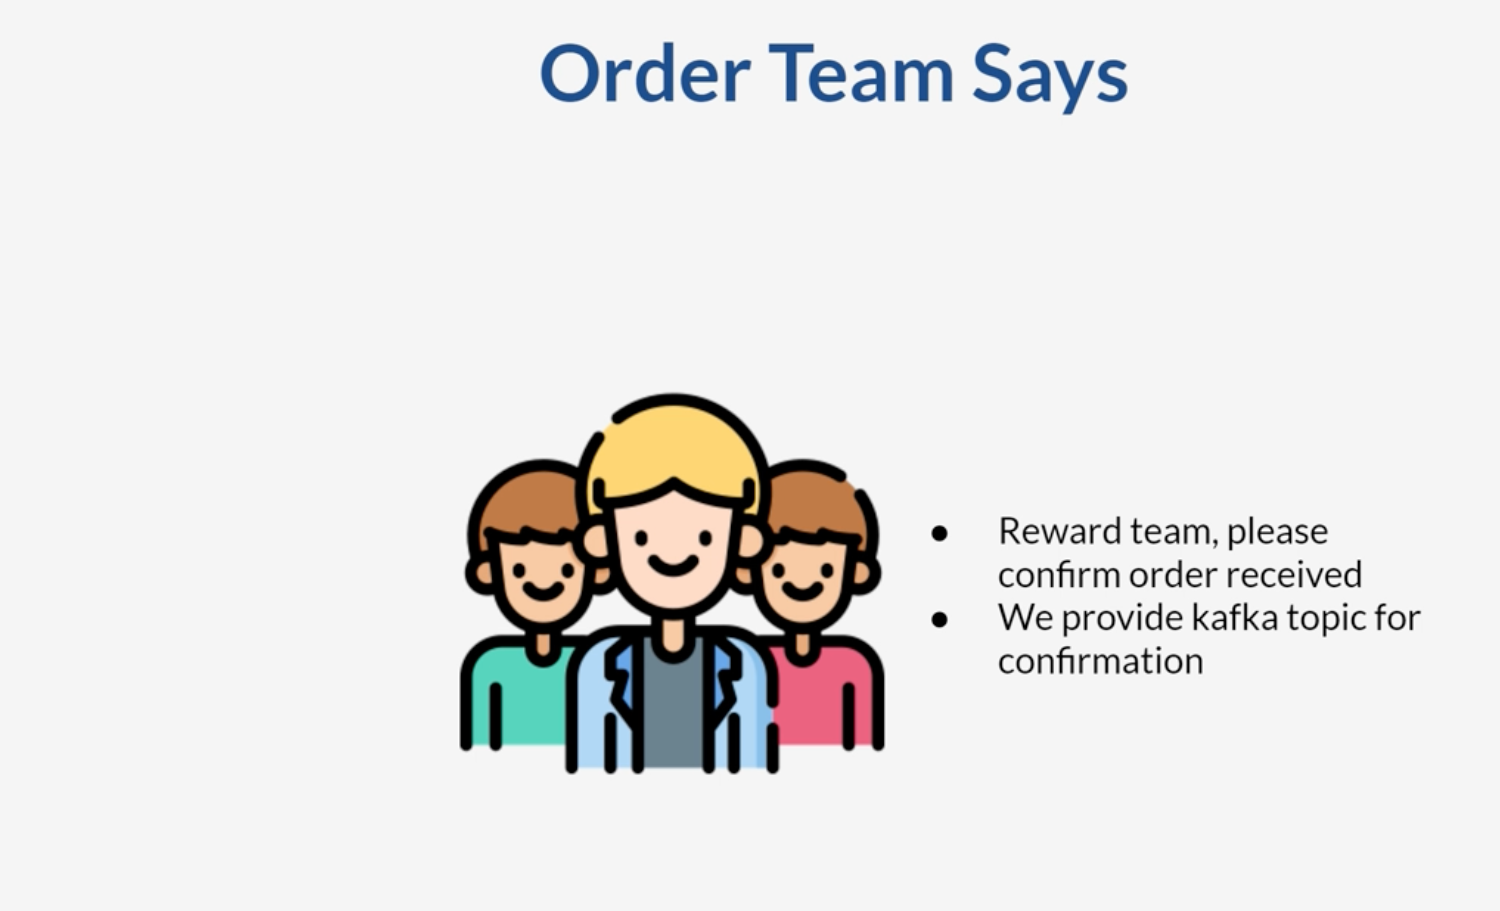 Order Team Says
● Reward team, please
confirm order received
● We provide kafka topic for
confirmation